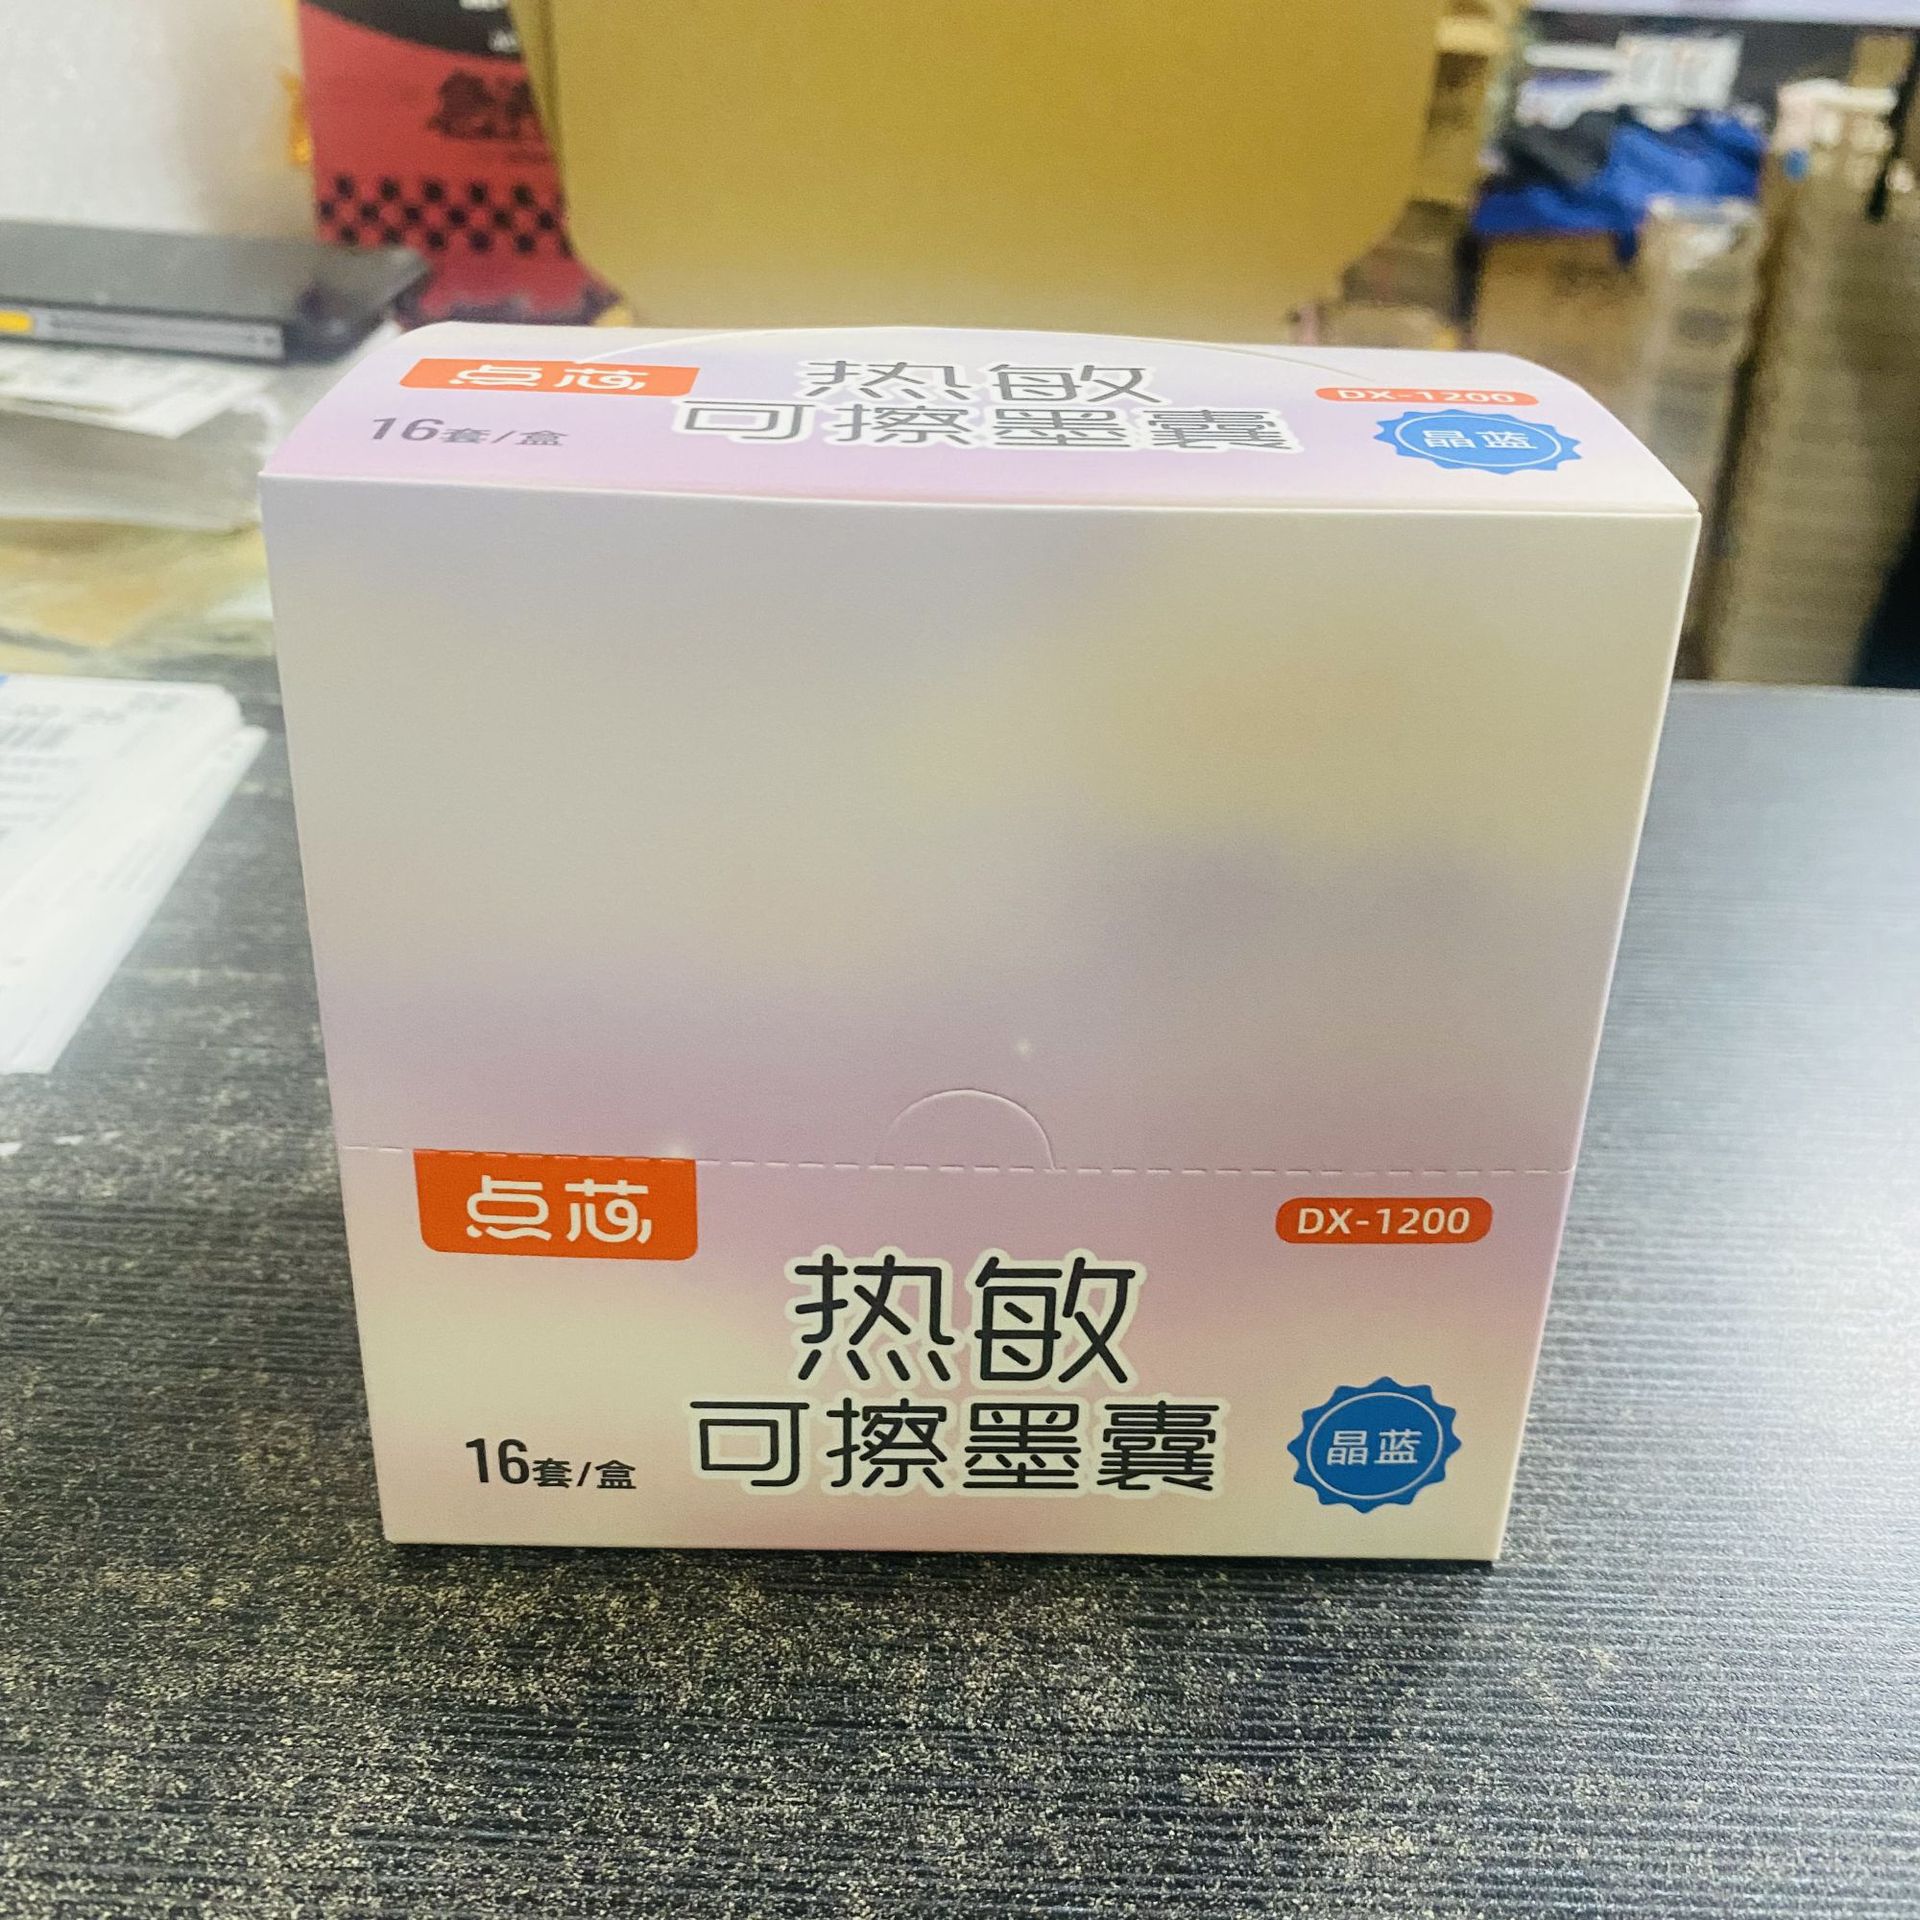 点芯
热敏
可擦墨囊
16套/盒
DX-1200
晶蓝
点芯
DX-1200
热敏
可擦墨囊
16套/盒
晶蓝